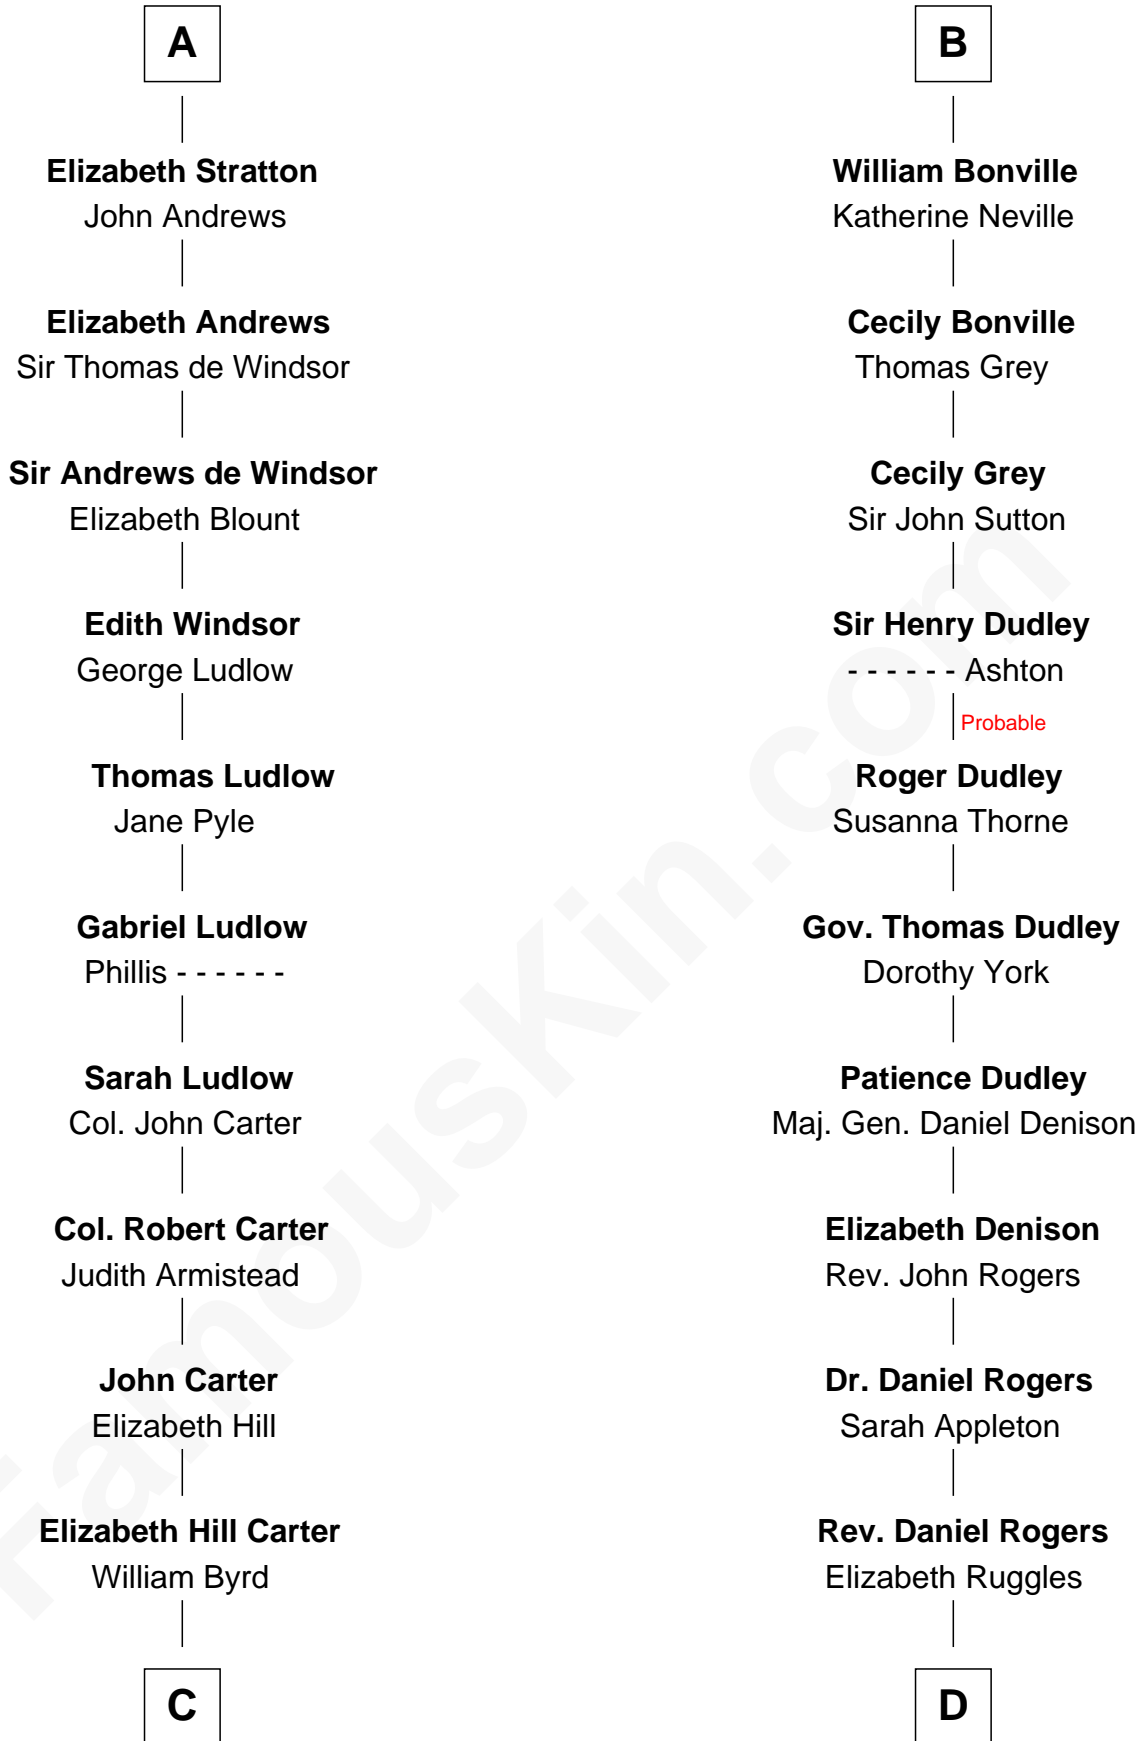 A
Elizabeth Stratton
John Andrews
Elizabeth Andrews
Sir Thomas de Windsor
Sir Andrews de Windsor
Elizabeth Blount
Edith Windsor
George Ludlow
Thomas Ludlow
Jane Pyle
Gabriel Ludlow
Phillis - - - - - -
Sarah Ludlow
Col. John Carter
Col. Robert Carter
Judith Armistead
John Carter
Elizabeth Hill
Elizabeth Hill Carter
William Byrd
C
B
William Bonville
Katherine Neville
Cecily Bonville
Thomas Grey
Cecily Grey
Sir John Sutton
Sir Henry Dudley
- - - - - - Ashton
Probable
Roger Dudley
Susanna Thorne
Gov. Thomas Dudley
Dorothy York
Patience Dudley
Maj. Gen. Daniel Denison
Elizabeth Denison
Rev. John Rogers
Dr. Daniel Rogers
Sarah Appleton
Rev. Daniel Rogers
Elizabeth Ruggles
D
FamousKin.com